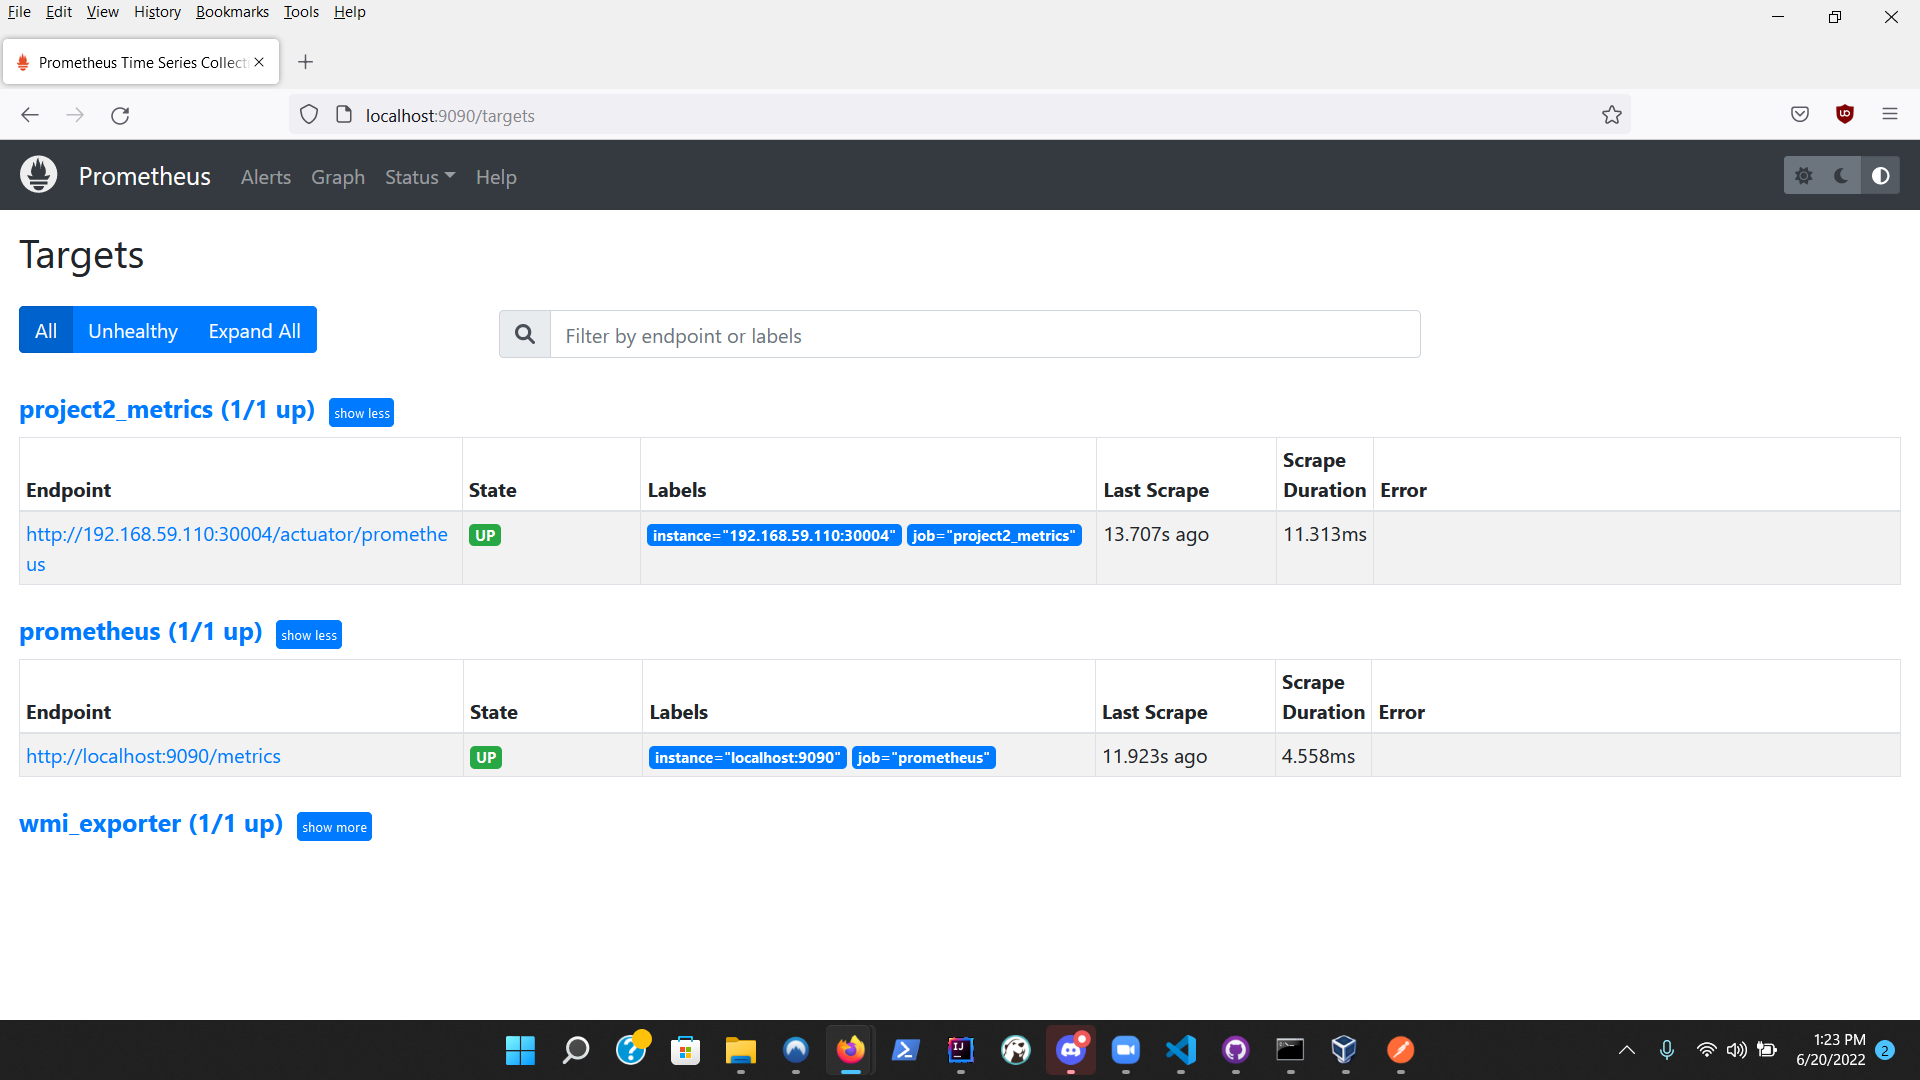 File Edit View History Bookmarks Tools Help
Prometheus Time Series Collecti
localhost:9090/targets
Prometheus Alerts Graph Status Help
Targets
All Unhealthy Expand All
Filter by endpoint or labels
project2_metrics (1/1 up) show less
Endpoint State Labels Last Scrape Scrape Duration Error
http://192.168.59.110:30004/actuator/promethe
us
UP instance="192.168.59.110:30004" job="project2_metrics" 13.707s ago 11.313ms
prometheus (1/1 up) show less
Endpoint State Labels Last Scrape Scrape Duration Error
http://localhost:9090/metrics UP instance="localhost:9090" job="prometheus" 11.923s ago 4.558ms
wmi_exporter (1/1 up) show more
1:23 PM
6/20/2022
2